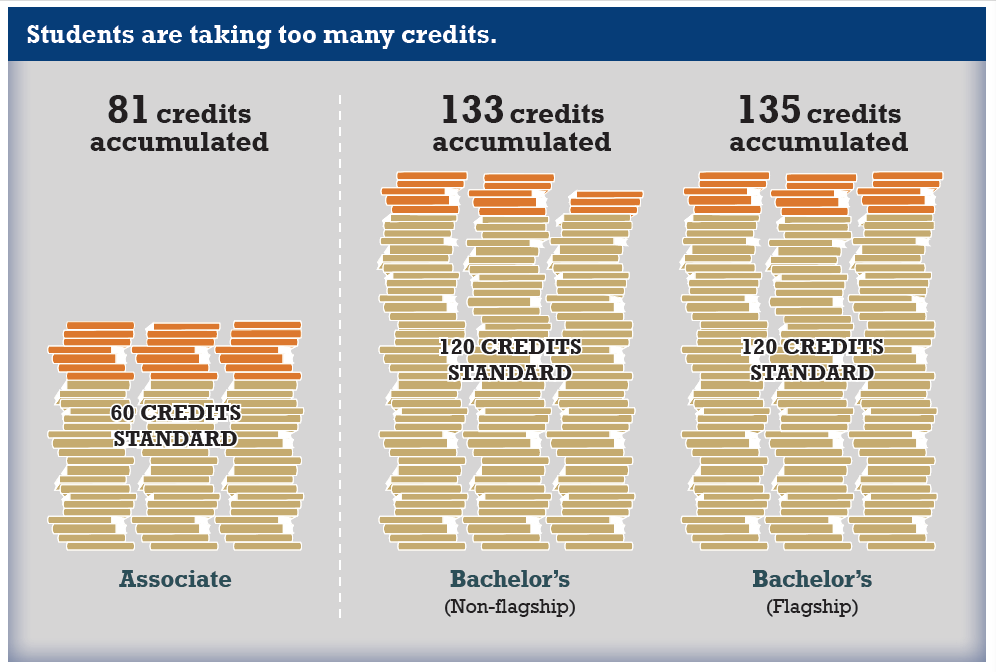 Students are taking too many credits.
81 credits
accumulated
133 credits
accumulated
135 credits
accumulated
60 CREDITS
STANDARD
120 CREDITS
STANDARD
120 CREDITS
STANDARD
Associate
Bachelor's
(Non-flagship)
Bachelor's
(Flagship)